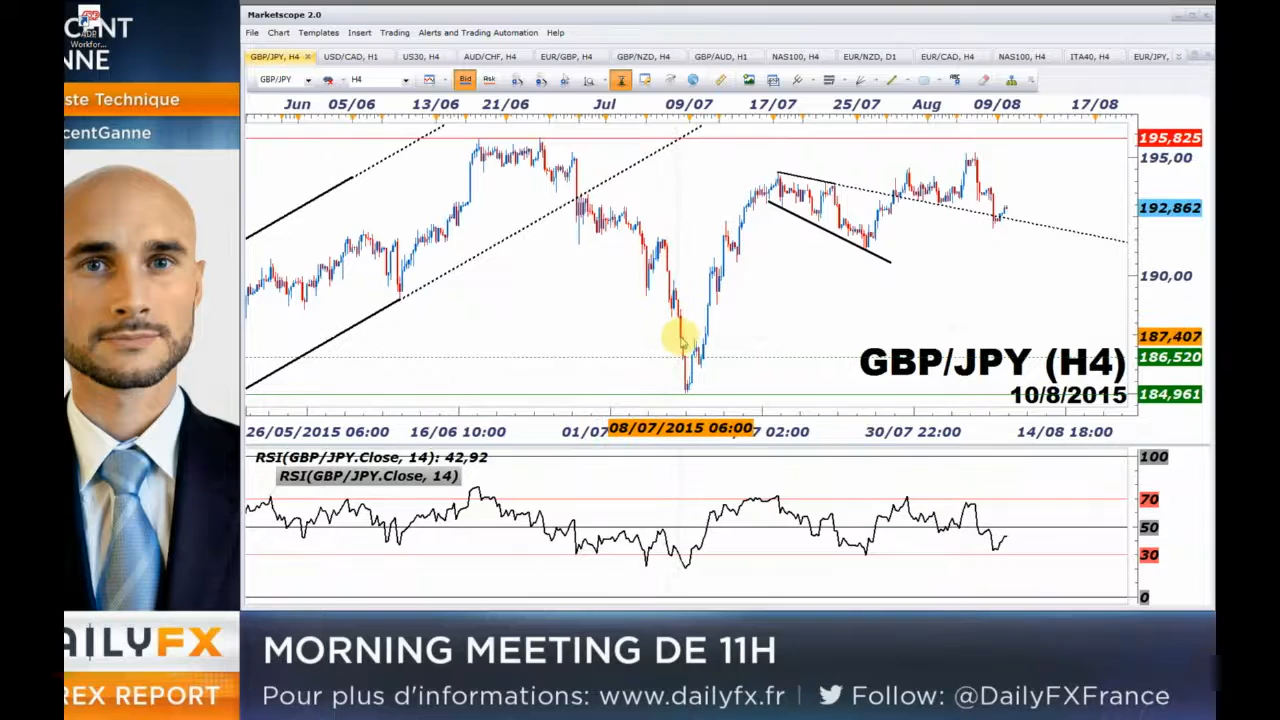 CENT
ADP
Workfor...
NNE
ste Technique
centGanne
Marketscope 2.0
File Chart Templates Insert Trading Alerts and Trading Automation Help
GBP/JPY, H4 USD/CAD, H1 US30, H4 AUD/CHF, H4 EUR/GBP, H4 GBP/NZD, H4 GBP/AUD, H1 NAS100, H4 EUR/NZD, D1 EUR/CAD, H4 NAS100, H4 ITA40, H4 EUR/JPY,
GBP/JPY H4 Bid Ask
Jun 05/06 13/06 21/06 Jul 09/07 17/07 25/07 Aug 09/08 17/08
195,825
195,00
192,862
190,00
187,407
186,520
184,961
GBP/JPY (H4)
10/8/2015
26/05/2015 06:00 16/06 10:00 01/07 08/07/2015 06:00 7 02:00 30/07 22:00 14/08 18:00
RSI(GBP/JPY.Close, 14): 42,92
RSI(GBP/JPY.Close, 14)
100
70
50
30
0
AILYFX
REX REPORT
MORNING MEETING DE 11H
Pour plus d'informations: www.dailyfx.fr | Follow: @DailyFXFrance